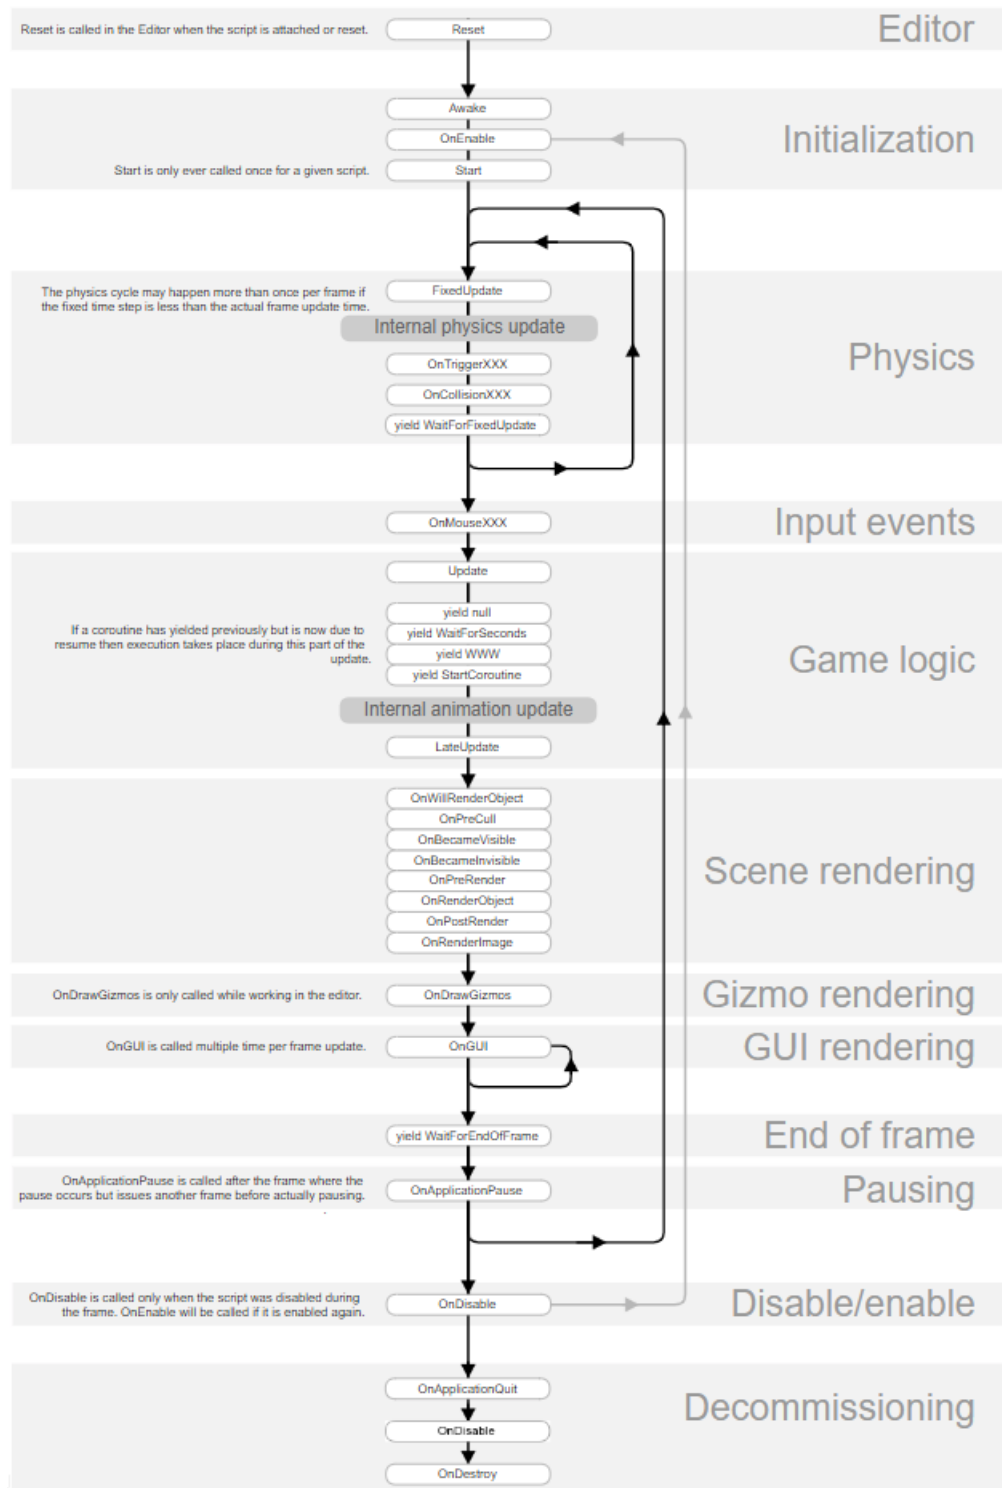 Reset is called in the Editor when the script is attached or reset.
Reset
Editor
Awake
OnEnable
Initialization
Start is only ever called once for a given script.
Start
The physics cycle may happen more than once per frame if
the fixed time step is less than the actual frame update time.
FixedUpdate
Internal physics update
OnTriggerXXX
Physics
OnCollisionXXX
yield WaitForFixedUpdate
OnMouseXXX
Input events
Update
yield null
If a coroutine has yielded previously but is now due to
resume then execution takes place during this part of the
update.
yield WaitForSeconds
yield WWW
yield StartCoroutine
Game logic
Internal animation update
LateUpdate
OnWillRenderObject
OnPreCull
OnBecameVisible
OnBecameInvisible
OnPreRender
OnRenderObject
OnPostRender
OnRenderImage
Scene rendering
OnDrawGizmos is only called while working in the editor.
OnDrawGizmos
Gizmo rendering
OnGUI is called multiple time per frame update.
OnGUI
GUI rendering
yield WaitForEndOfFrame
End of frame
OnApplicationPause is called after the frame where the
pause occurs but issues another frame before actually pausing.
.
OnApplicationPause
Pausing
OnDisable is called only when the script was disabled during
the frame. OnEnable will be called if it is enabled again.
OnDisable
Disable/enable
OnApplicationQuit
Decommissioning
OnDisable
OnDestroy